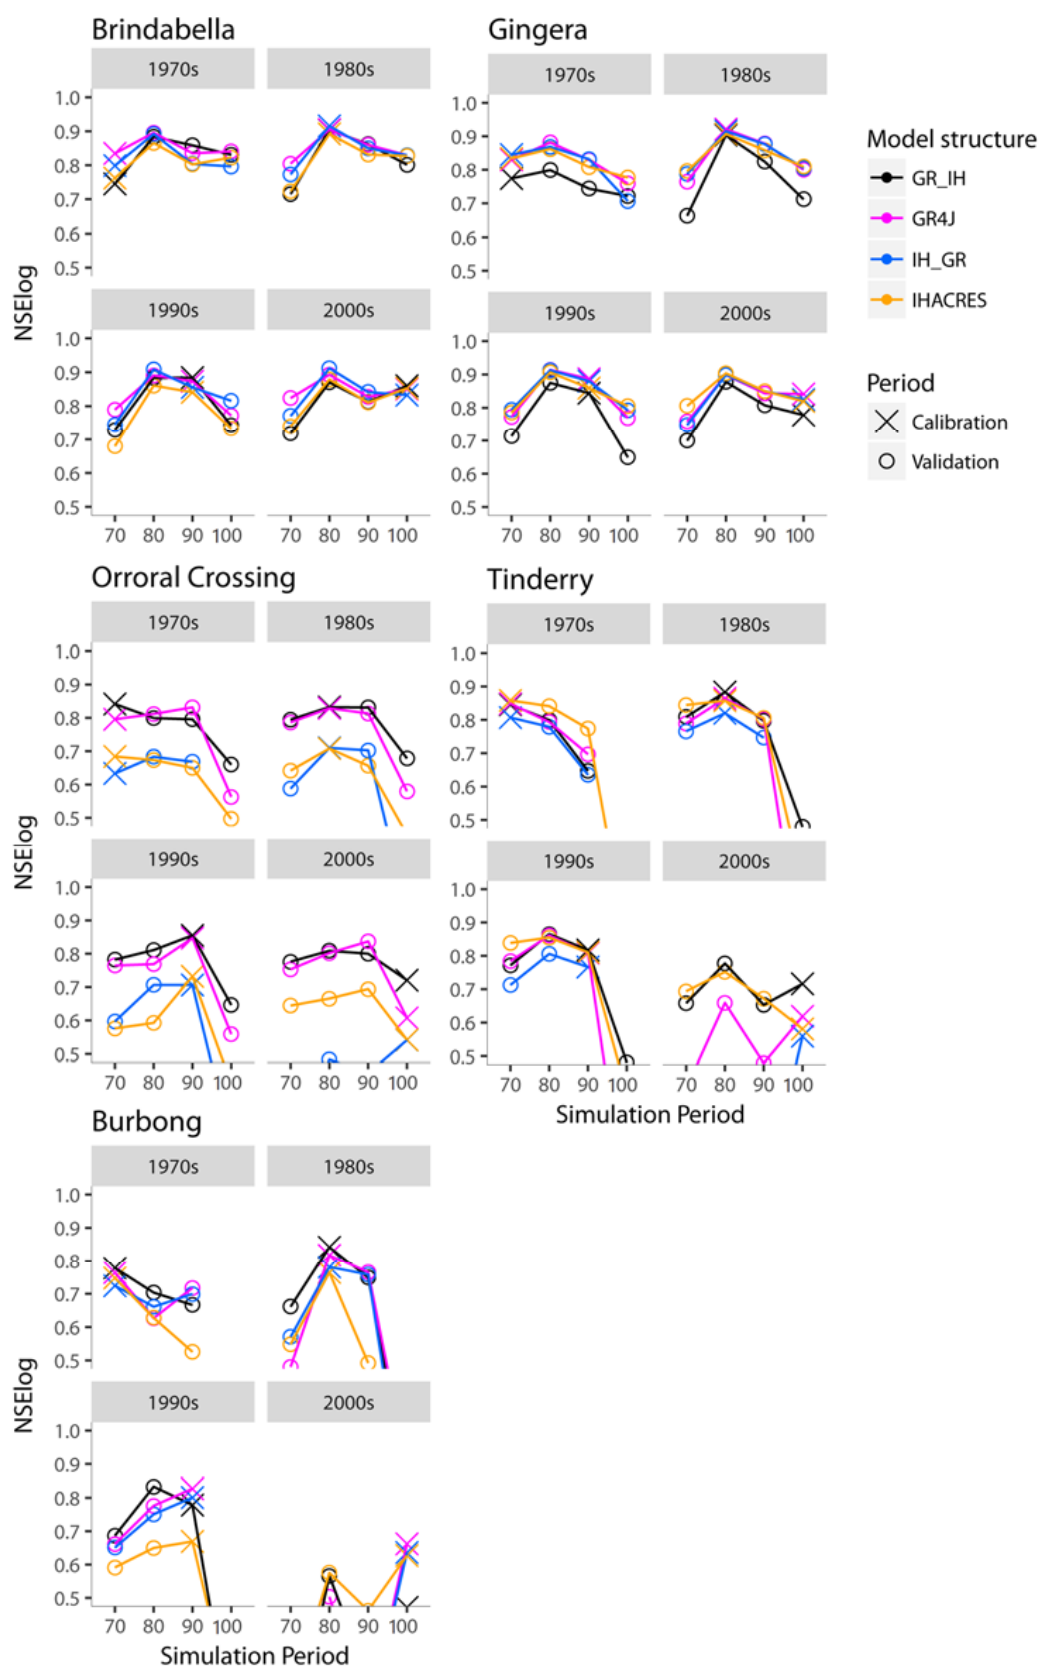 Brindabella
Gingera
1970s
1980s
1970s
1980s
1.0
0.9
0.8
0.7
0.6
0.5
1.0
0.9
0.8
0.7
0.6
0.5
NSElog
1990s
2000s
1990s
2000s
1.0
0.9
0.8
0.7
0.6
0.5
1.0
0.9
0.8
0.7
0.6
0.5
70 80 90 100
70 80 90 100
70 80 90 100
70 80 90 100
Model structure
GR_IH
GR4J
IH_GR
IHACRES
Period
Calibration
Validation
Orroral Crossing
Tinderry
1970s
1980s
1970s
1980s
1.0
0.9
0.8
0.7
0.6
0.5
1.0
0.9
0.8
0.7
0.6
0.5
NSElog
1990s
2000s
1990s
2000s
1.0
0.9
0.8
0.7
0.6
0.5
1.0
0.9
0.8
0.7
0.6
0.5
70 80 90 100
70 80 90 100
70 80 90 100
70 80 90 100
Simulation Period
Burbong
1970s
1980s
1.0
0.9
0.8
0.7
0.6
0.5
NSElog
1990s
2000s
1.0
0.9
0.8
0.7
0.6
0.5
70 80 90 100
70 80 90 100
Simulation Period